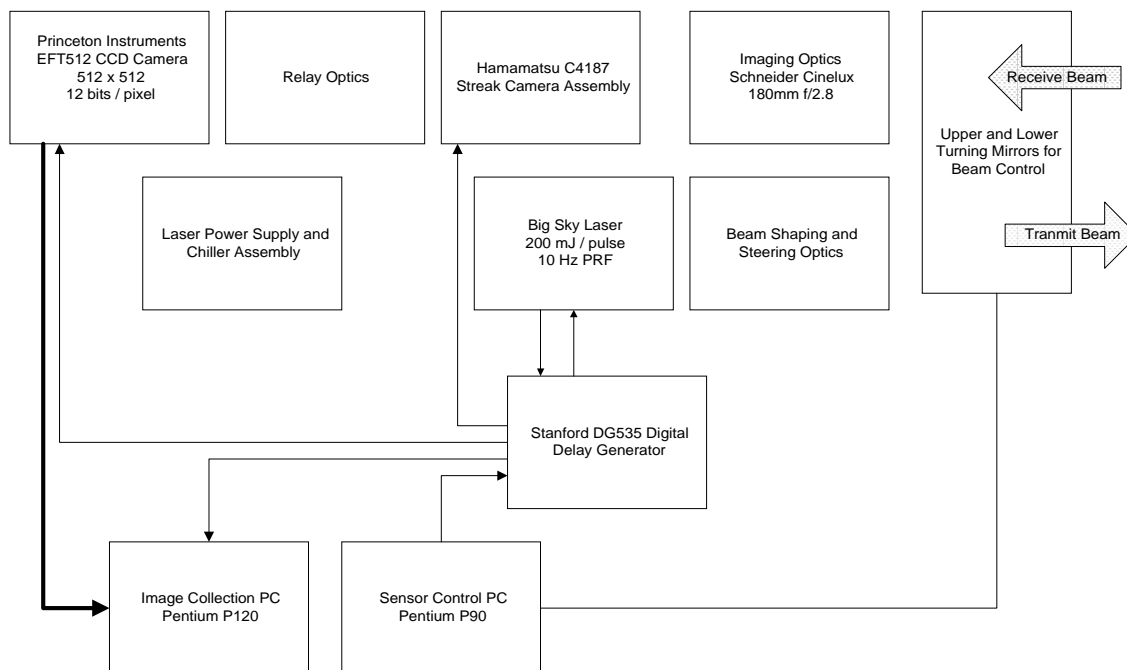 Princeton Instruments
EFT512 CCD Camera
512 x 512
12 bits / pixel
Relay Optics
Hamamatsu C4187
Streak Camera Assembly
Imaging Optics
Schneider Cinelux
180mm f/2.8
Receive Beam
Upper and Lower
Turning Mirrors for
Beam Control
Tranmit Beam
Laser Power Supply and
Chiller Assembly
Big Sky Laser
200 mJ / pulse
10 Hz PRF
Beam Shaping and
Steering Optics
Stanford DG535 Digital
Delay Generator
Image Collection PC
Pentium P120
Sensor Control PC
Pentium P90